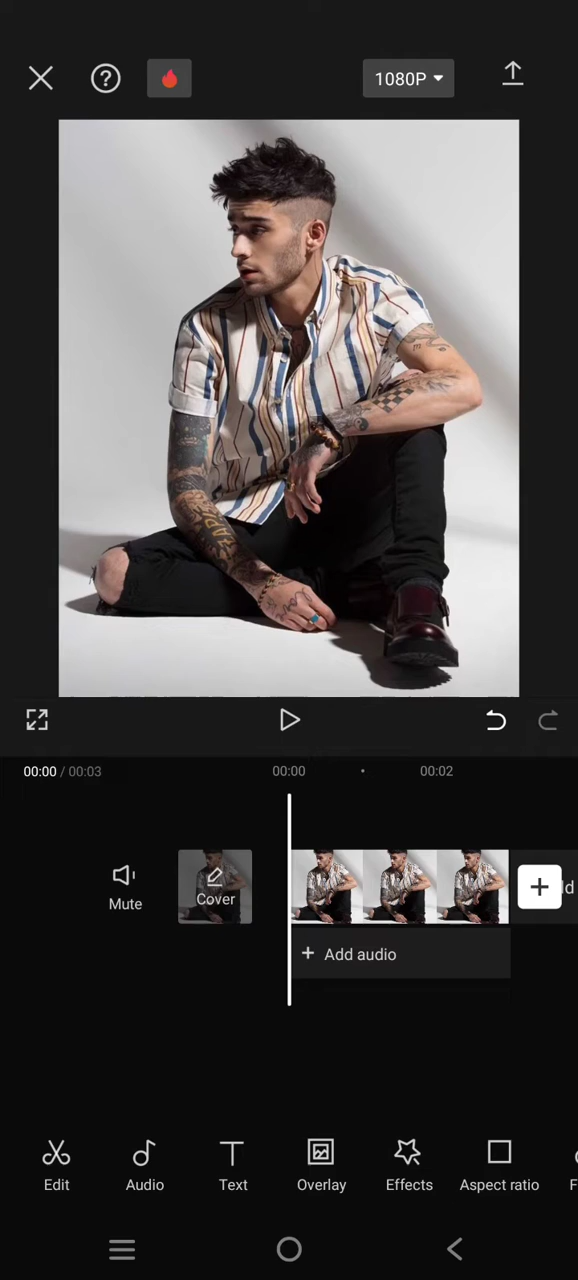 1080P
00:00 / 00:03
00:00
00:02
Mute
Cover
Add audio
Edit
Audio
Text
Overlay
Effects
Aspect ratio